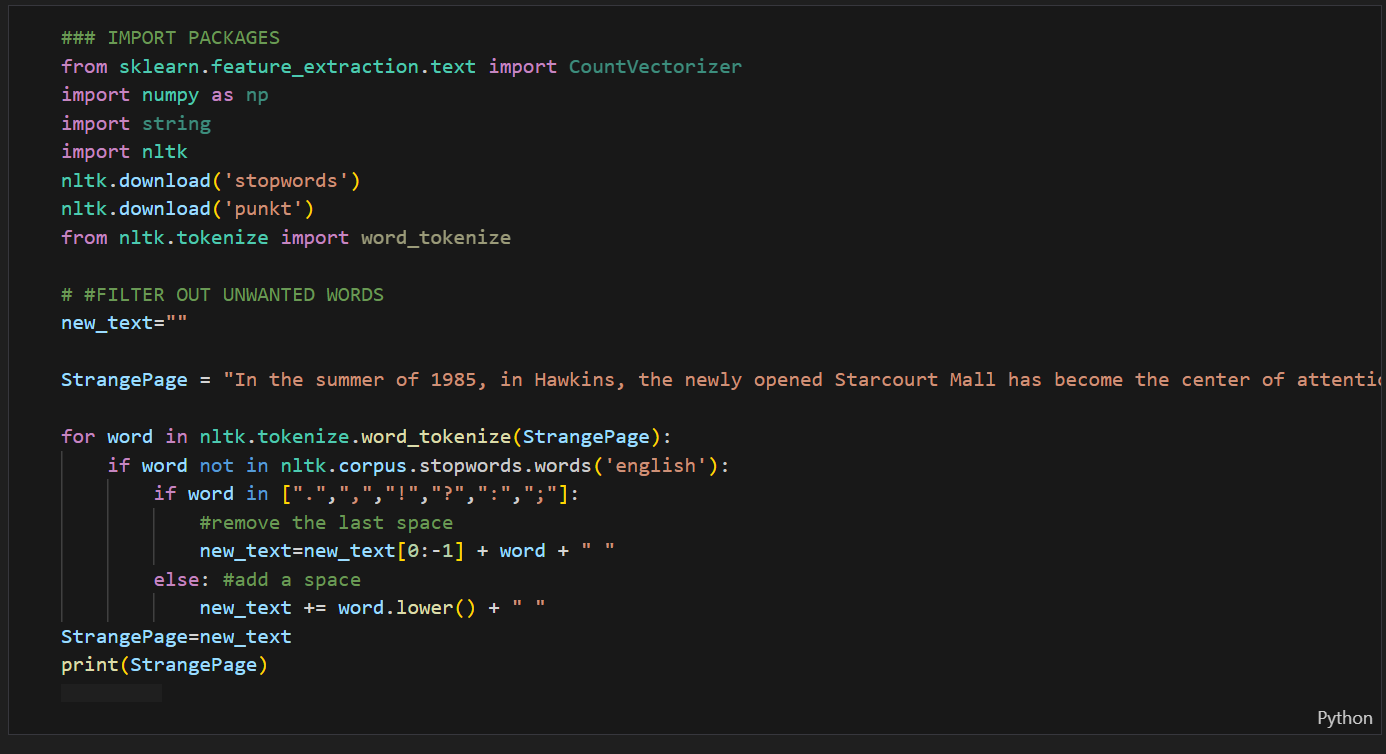 ### IMPORT PACKAGES
from sklearn.feature_extraction.text import CountVectorizer
import numpy as np
import string
import nltk
nltk.download('stopwords')
nltk.download('punkt')
from nltk.tokenize import word_tokenize
# #FILTER OUT UNWANTED WORDS
new_text=""
StrangePage = "In the summer of 1985, in Hawkins, the newly opened Starcourt Mall has become the center of
for word in nltk.tokenize.word_tokenize(StrangePage):
if word not in nltk.corpus.stopwords.words('english'):
if word in [".",",","!","?",":",";"]:
#remove the last space
new_text=new_text[0:-1] + word + " "
else: #add a space
new_text += word.lower() + " "
StrangePage=new_text
print(StrangePage)
Python